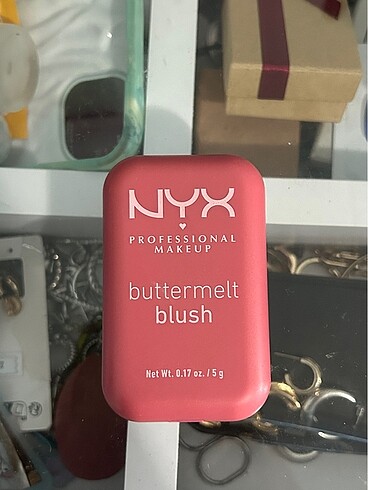 NYX
PROFESSIONAL
MAKEUP
buttermelt
blush
Net Wt. 0.17 oz. / 5 g